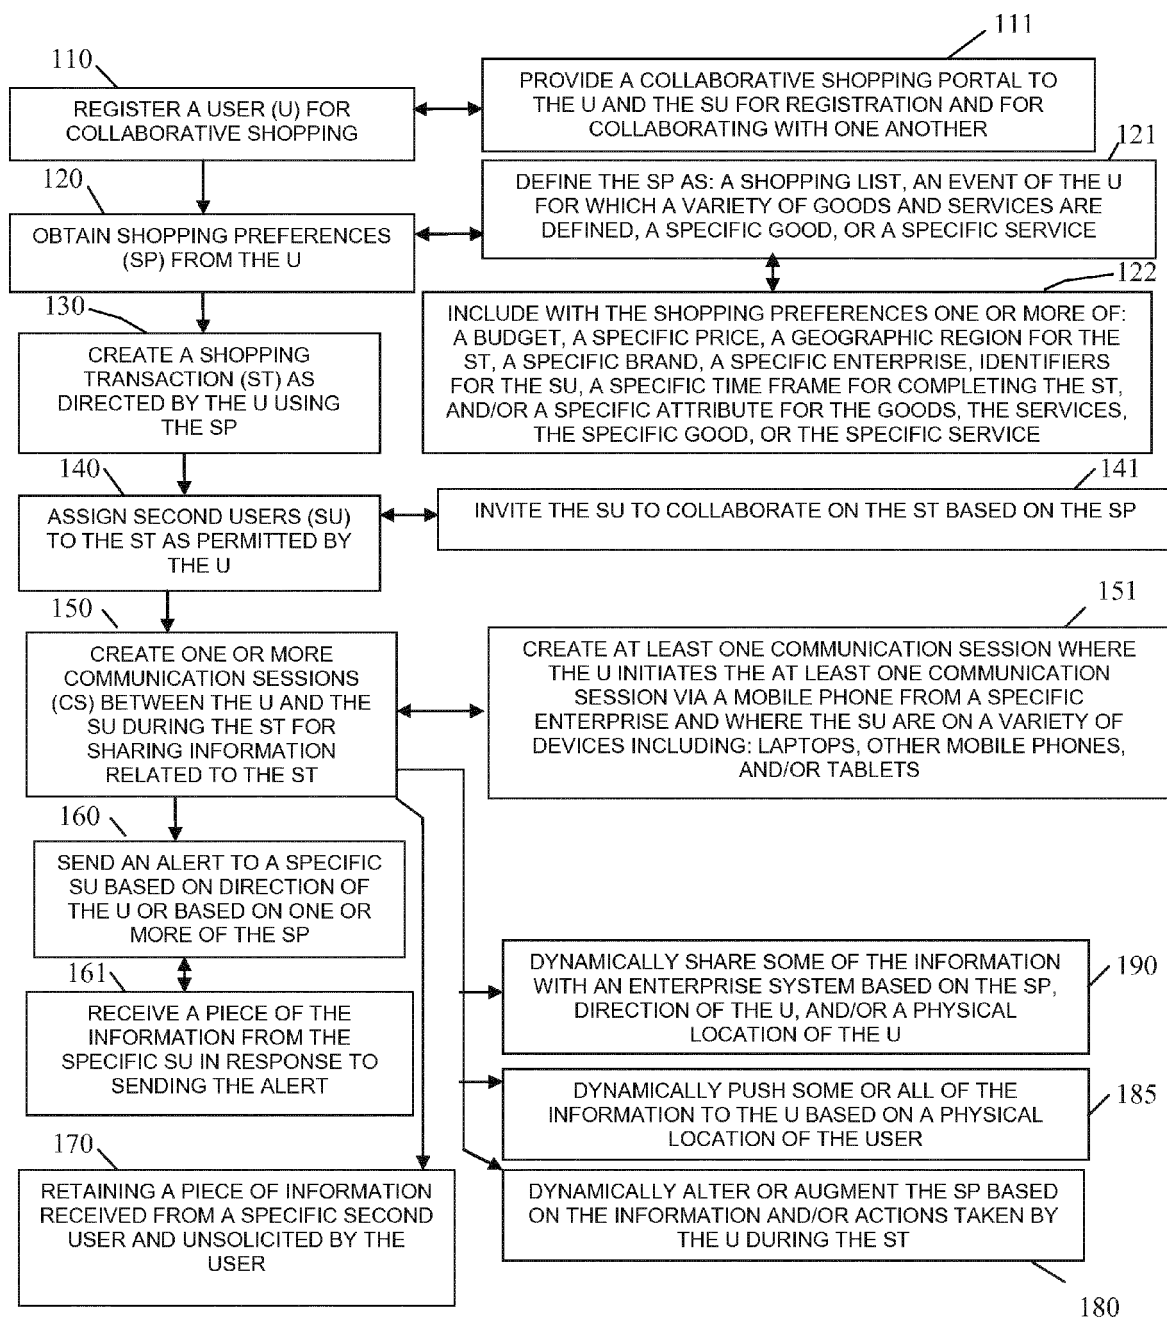 111
110
REGISTER A USER (U) FOR
COLLABORATIVE SHOPPING
PROVIDE A COLLABORATIVE SHOPPING PORTAL TO
THE U AND THE SU FOR REGISTRATION AND FOR
COLLABORATING WITH ONE ANOTHER
121
120
OBTAIN SHOPPING PREFERENCES
(SP) FROM THE U
DEFINE THE SP AS: A SHOPPING LIST, AN EVENT OF THE U
FOR WHICH A VARIETY OF GOODS AND SERVICES ARE
DEFINED, A SPECIFIC GOOD, OR A SPECIFIC SERVICE
122
130
CREATE A SHOPPING
TRANSACTION (ST) AS
DIRECTED BY THE U USING
THE SP
INCLUDE WITH THE SHOPPING PREFERENCES ONE OR MORE OF:
A BUDGET, A SPECIFIC PRICE, A GEOGRAPHIC REGION FOR THE
ST, A SPECIFIC BRAND, A SPECIFIC ENTERPRISE, IDENTIFIERS
FOR THE SU, A SPECIFIC TIME FRAME FOR COMPLETING THE ST,
AND/OR A SPECIFIC ATTRIBUTE FOR THE GOODS, THE SERVICES,
THE SPECIFIC GOOD, OR THE SPECIFIC SERVICE
140
ASSIGN SECOND USERS (SU)
TO THE ST AS PERMITTED BY
THE U
141
INVITE THE SU TO COLLABORATE ON THE ST BASED ON THE SP
150
CREATE ONE OR MORE
COMMUNICATION SESSIONS
(CS) BETWEEN THE U AND THE
SU DURING THE ST FOR
SHARING INFORMATION
RELATED TO THE ST
151
CREATE AT LEAST ONE COMMUNICATION SESSION WHERE
THE U INITIATES THE AT LEAST ONE COMMUNICATION
SESSION VIA A MOBILE PHONE FROM A SPECIFIC
ENTERPRISE AND WHERE THE SU ARE ON A VARIETY OF
DEVICES INCLUDING: LAPTOPS, OTHER MOBILE PHONES,
AND/OR TABLETS
160
SEND AN ALERT TO A SPECIFIC
SU BASED ON DIRECTION OF
THE U OR BASED ON ONE OR
MORE OF THE SP
161
RECEIVE A PIECE OF THE
INFORMATION FROM THE
SPECIFIC SU IN RESPONSE TO
SENDING THE ALERT
190
DYNAMICALLY SHARE SOME OF THE INFORMATION
WITH AN ENTERPRISE SYSTEM BASED ON THE SP,
DIRECTION OF THE U, AND/OR A PHYSICAL
LOCATION OF THE U
185
DYNAMICALLY PUSH SOME OR ALL OF THE
INFORMATION TO THE U BASED ON A PHYSICAL
LOCATION OF THE USER
170
RETAINING A PIECE OF INFORMATION
RECEIVED FROM A SPECIFIC SECOND
USER AND UNSOLICITED BY THE
USER
DYNAMICALLY ALTER OR AUGMENT THE SP BASED
ON THE INFORMATION AND/OR ACTIONS TAKEN BY
THE U DURING THE ST
180